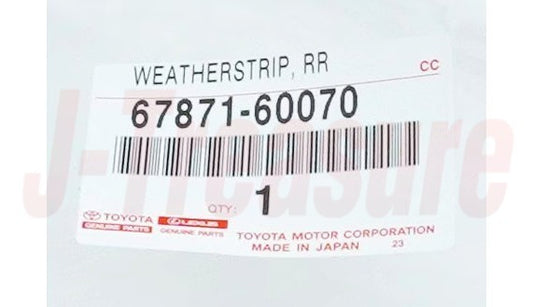 WEATHERSTRIP, RR
CC
67871-60070
J-Treasure
QTY: 1
TOYOTA LEXUS
GENUINE PARTS GENUINE PARTS
TOYOTA MOTOR CORPORATION
MADE IN JAPAN 23